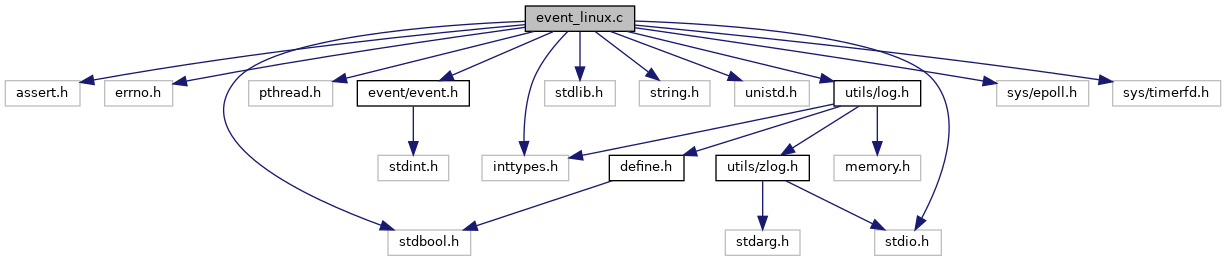 event_linux.c
assert.h
errno.h
pthread.h
event/event.h
stdlib.h
string.h
unistd.h
utils/log.h
sys/epoll.h
sys/timerfd.h
stdint.h
inttypes.h
define.h
utils/zlog.h
memory.h
stdbool.h
stdarg.h
stdio.h